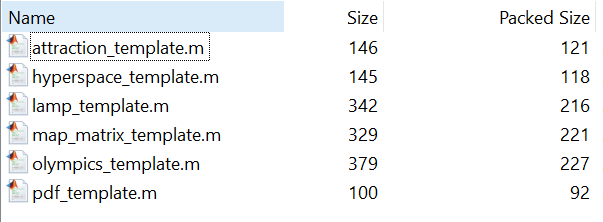 Name Size Packed Size
attraction_template.m 146 121
hyperspace_template.m 145 118
lamp_template.m 342 216
map_matrix_template.m 329 221
olympics_template.m 379 227
pdf_template.m 100 92